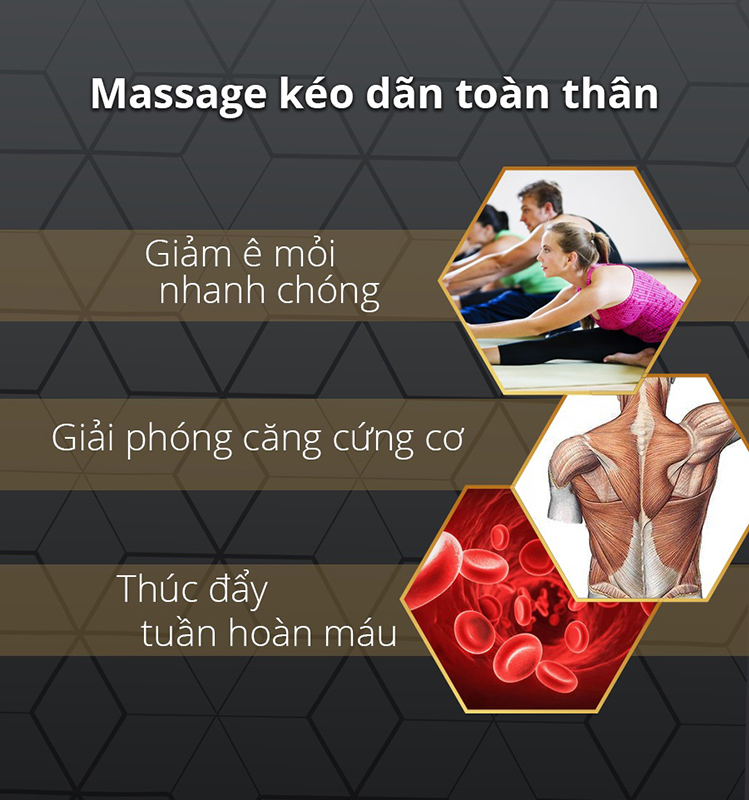 Massage kéo dãn toàn thân
Giảm ê mỏi
nhanh chóng
Giải phóng căng cứng cơ
Thúc đẩy
tuần hoàn máu